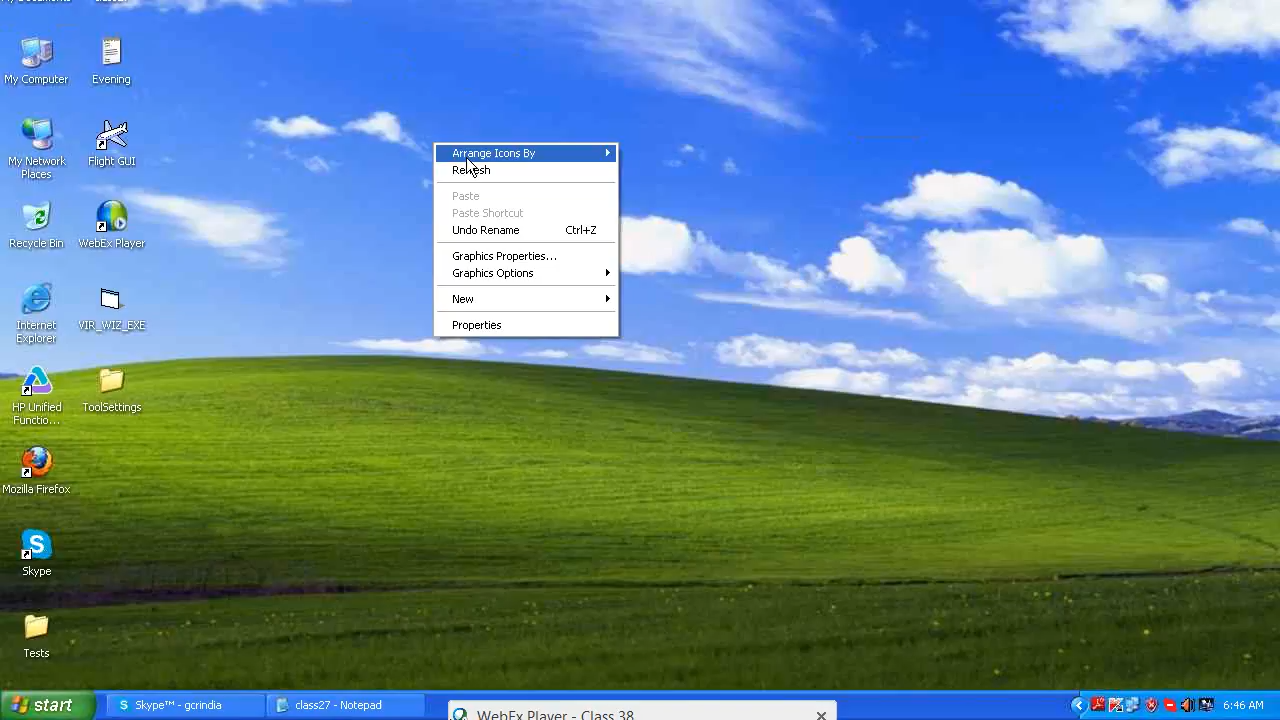 My Computer
Evening
My Network
Places
Flight GUI
Recycle Bin
WebEx Player
Internet
Explorer
VIR_WIZ_EXE
HP Unified
Functio...
ToolSettings
Mozilla Firefox
S
Skype
Tests
Arrange Icons By
Refresh
Paste
Paste Shortcut
Undo Rename Ctrl+Z
Graphics Properties...
Graphics Options
New
Properties
start
S Skype™ - gcrindia
class27 - Notepad
WebEx Player - Class 38
6:46 AM